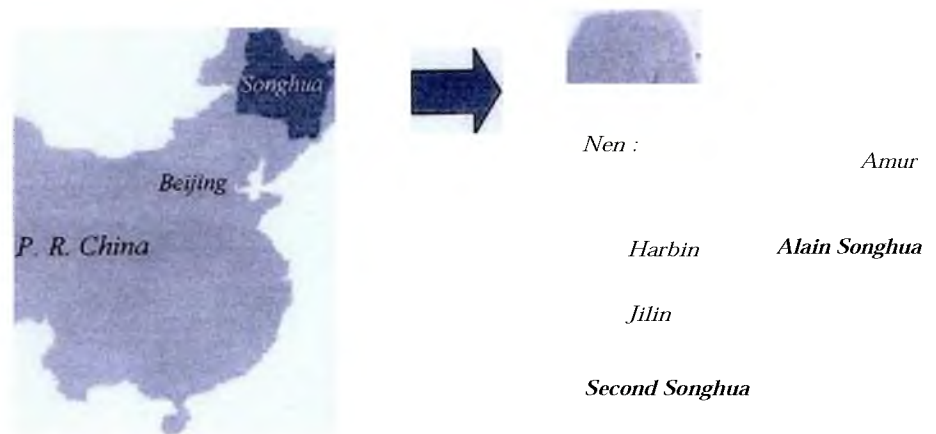 Songhua
Beijing
P. R. China
Nen :
Amur
Harbin
Alain Songhua
Jilin
Second Songhua